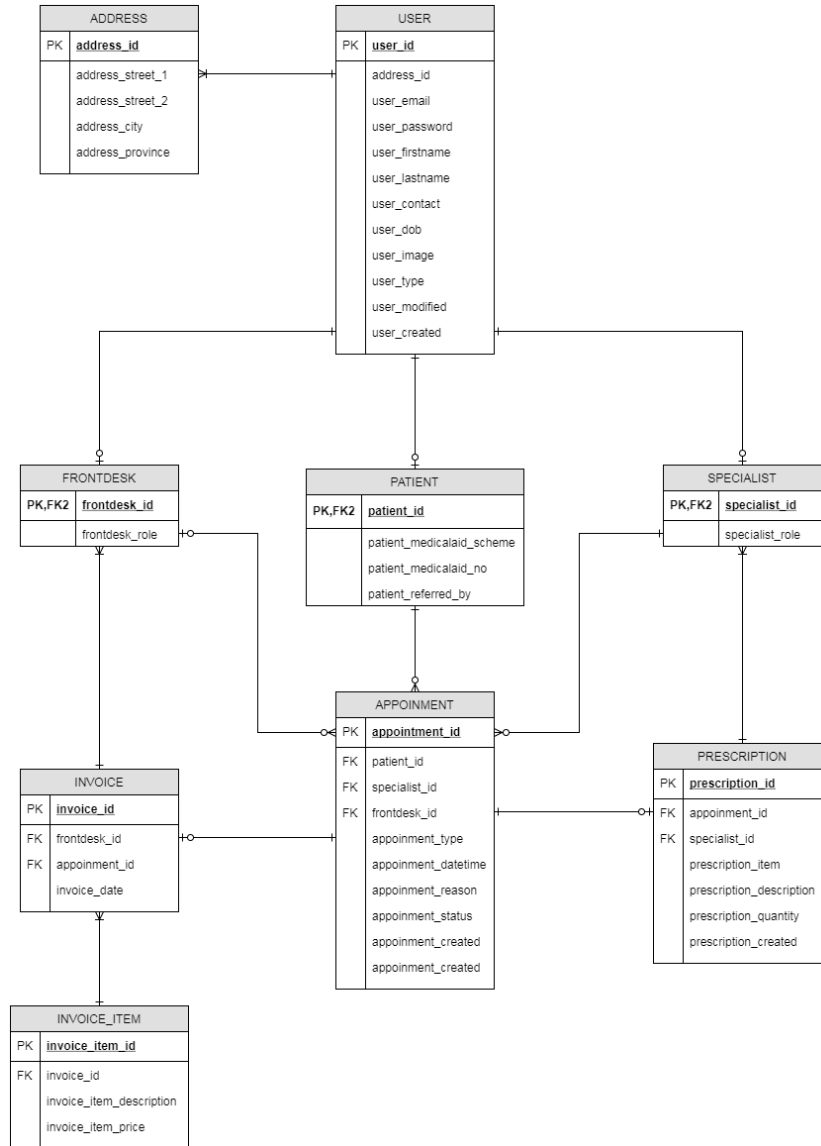 ADDRESS
PK address_id
address_street_1
address_street_2
address_city
address_province
USER
PK user_id
address_id
user_email
user_password
user_firstname
user_lastname
user_contact
user_dob
user_image
user_type
user_modified
user_created
FRONTDESK
PK,FK2 frontdesk_id
frontdesk_role
PATIENT
PK,FK2 patient_id
patient_medicalaid_scheme
patient_medicalaid_no
patient_referred_by
SPECIALIST
PK,FK2 specialist_id
specialist_role
APPOINMENT
PK appointment_id
FK patient_id
FK specialist_id
FK frontdesk_id
appoinment_type
appoinment_datetime
appoinment_reason
appoinment_status
appoinment_created
appoinment_created
INVOICE
PK invoice_id
FK frontdesk_id
FK appoinment_id
invoice_date
PRESCRIPTION
PK prescription_id
FK appoinment_id
FK specialist_id
prescription_item
prescription_description
prescription_quantity
prescription_created
INVOICE_ITEM
PK invoice_item_id
FK invoice_id
invoice_item_description
invoice_item_price